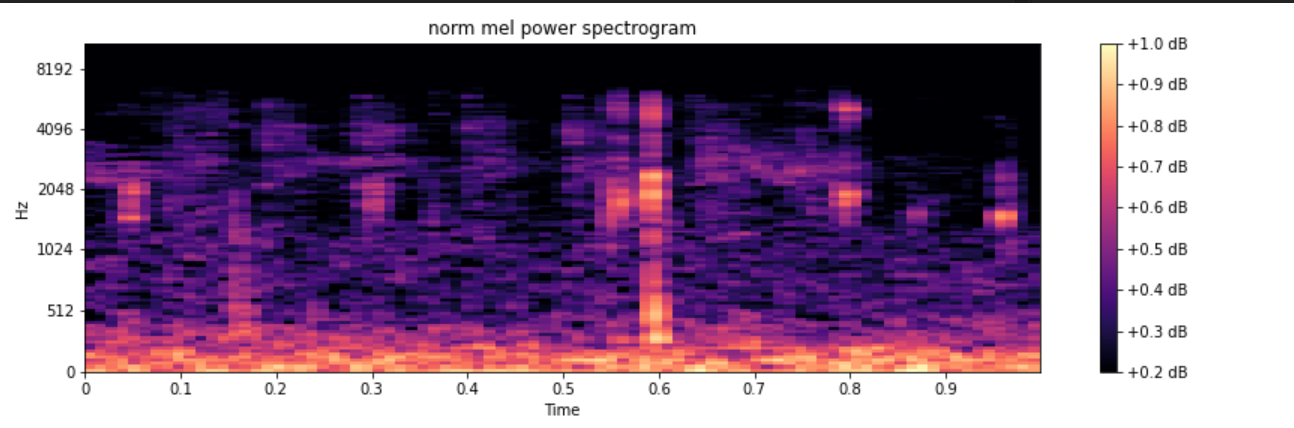 norm mel power spectrogram
Hz
8192
4096
2048
1024
512
0
0 0.1 0.2 0.3 0.4 0.5 0.6 0.7 0.8 0.9
Time
+1.0 dB
+0.9 dB
+0.8 dB
+0.7 dB
+0.6 dB
+0.5 dB
+0.4 dB
+0.3 dB
+0.2 dB